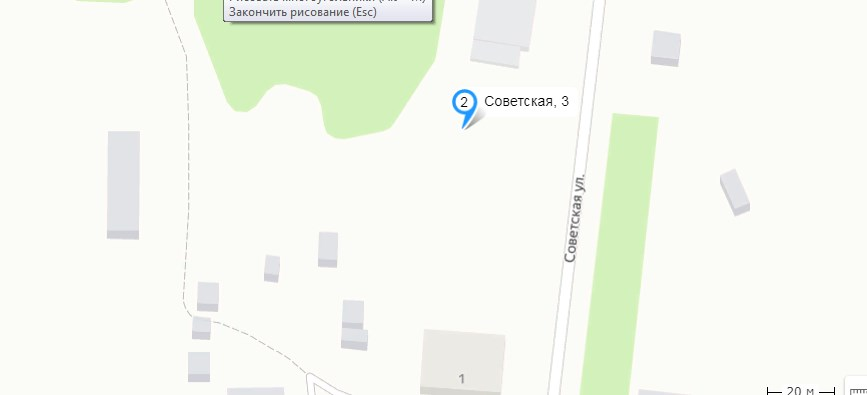 Закончить рисование (Esc)
2 Советская, 3
Советская ул.
1
20 м